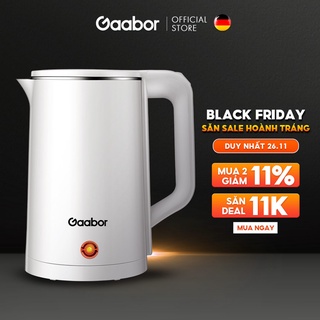 Gaabor
OFFICIAL
STORE
BLACK FRIDAY
SĂN SALE HOÀNH TRÁNG
DUY NHẤT 26.11
MUA 2
GIẢM
11%
SĂN
DEAL
11K
MUA NGAY
Gaabor